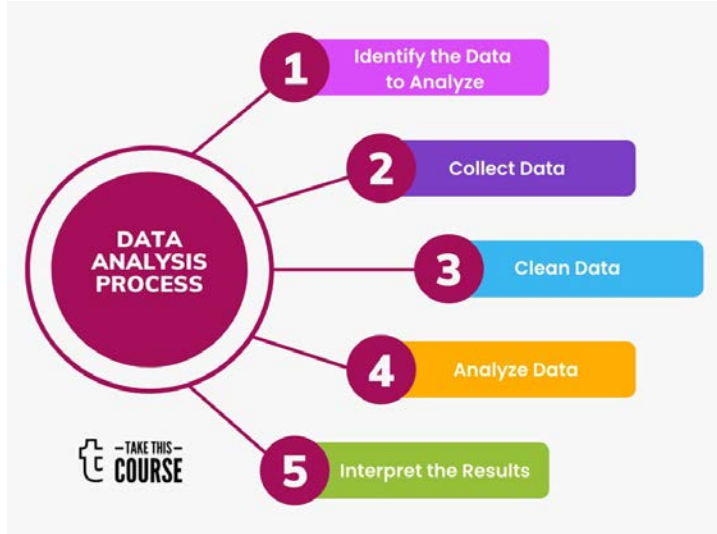 1
Identify the Data
to Analyze
2
Collect Data
DATA
ANALYSIS
PROCESS
3
Clean Data
4
Analyze Data
t
–TAKE THIS–
COURSE
5
Interpret the Results